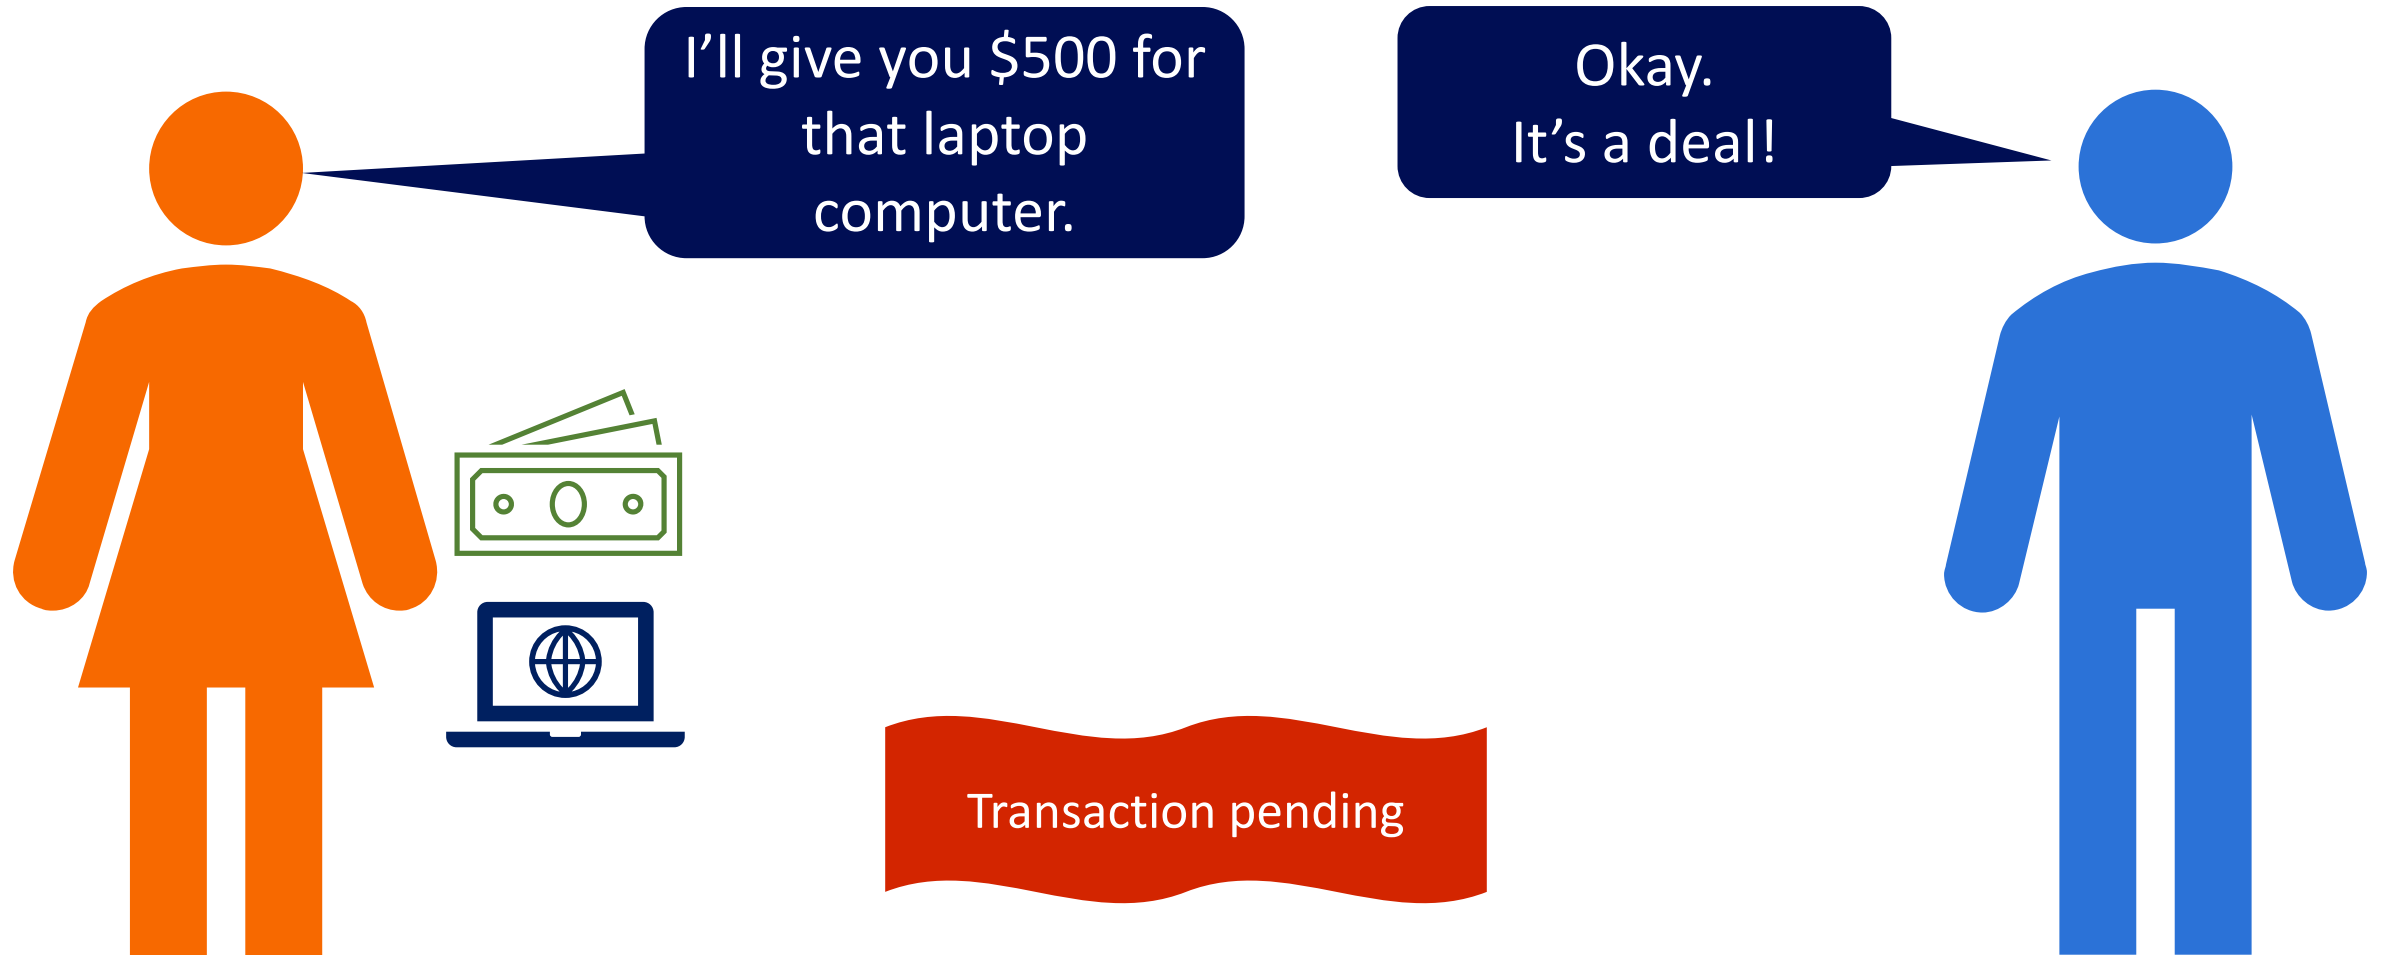 I’ll give you $500 for
that laptop
computer.
Okay.
It’s a deal!
Transaction pending